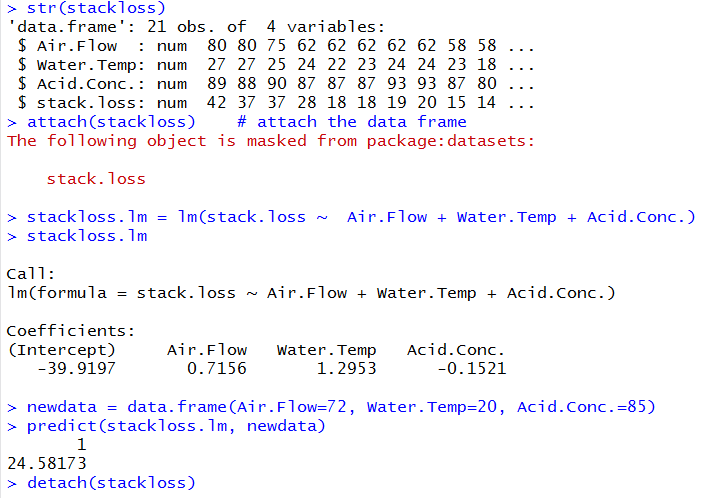 > str(stackloss)
'data.frame': 21 obs. of  4 variables:
 $ Air.Flow  : num  80 80 75 62 62 62 62 62 58 58 ...
 $ Water.Temp: num  27 27 25 24 22 23 24 24 23 18 ...
 $ Acid.Conc.: num  89 88 90 87 87 87 93 93 87 80 ...
 $ stack.loss: num  42 37 37 28 18 18 19 20 15 14 ...
> attach(stackloss)    # attach the data frame
The following object is masked from package:datasets:

    stack.loss

> stackloss.lm = lm(stack.loss ~  Air.Flow + Water.Temp + Acid.Conc.)
> stackloss.lm

Call:
lm(formula = stack.loss ~ Air.Flow + Water.Temp + Acid.Conc.)

Coefficients:
(Intercept)     Air.Flow   Water.Temp   Acid.Conc.
   -39.9197       0.7156       1.2953      -0.1521

> newdata = data.frame(Air.Flow=72, Water.Temp=20, Acid.Conc.=85)
> predict(stackloss.lm, newdata)
       1
24.58173
> detach(stackloss)